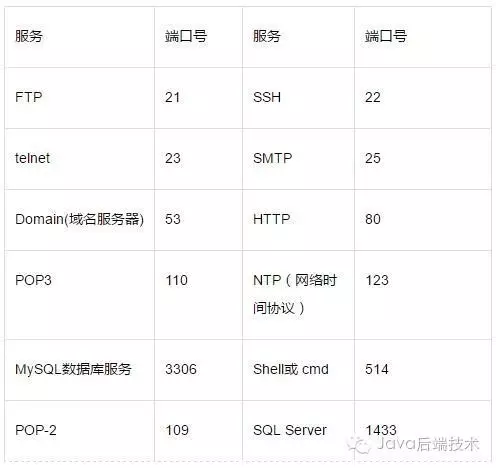 服务 端口号 服务 端口号
FTP 21 SSH 22
telnet 23 SMTP 25
Domain(域名服务器) 53 HTTP 80
POP3 110 NTP（网络时 123
间协议）
MySQL数据库服务 3306 Shell或 cmd 514
POP-2 109 SQL Server 1433
Java后端技术